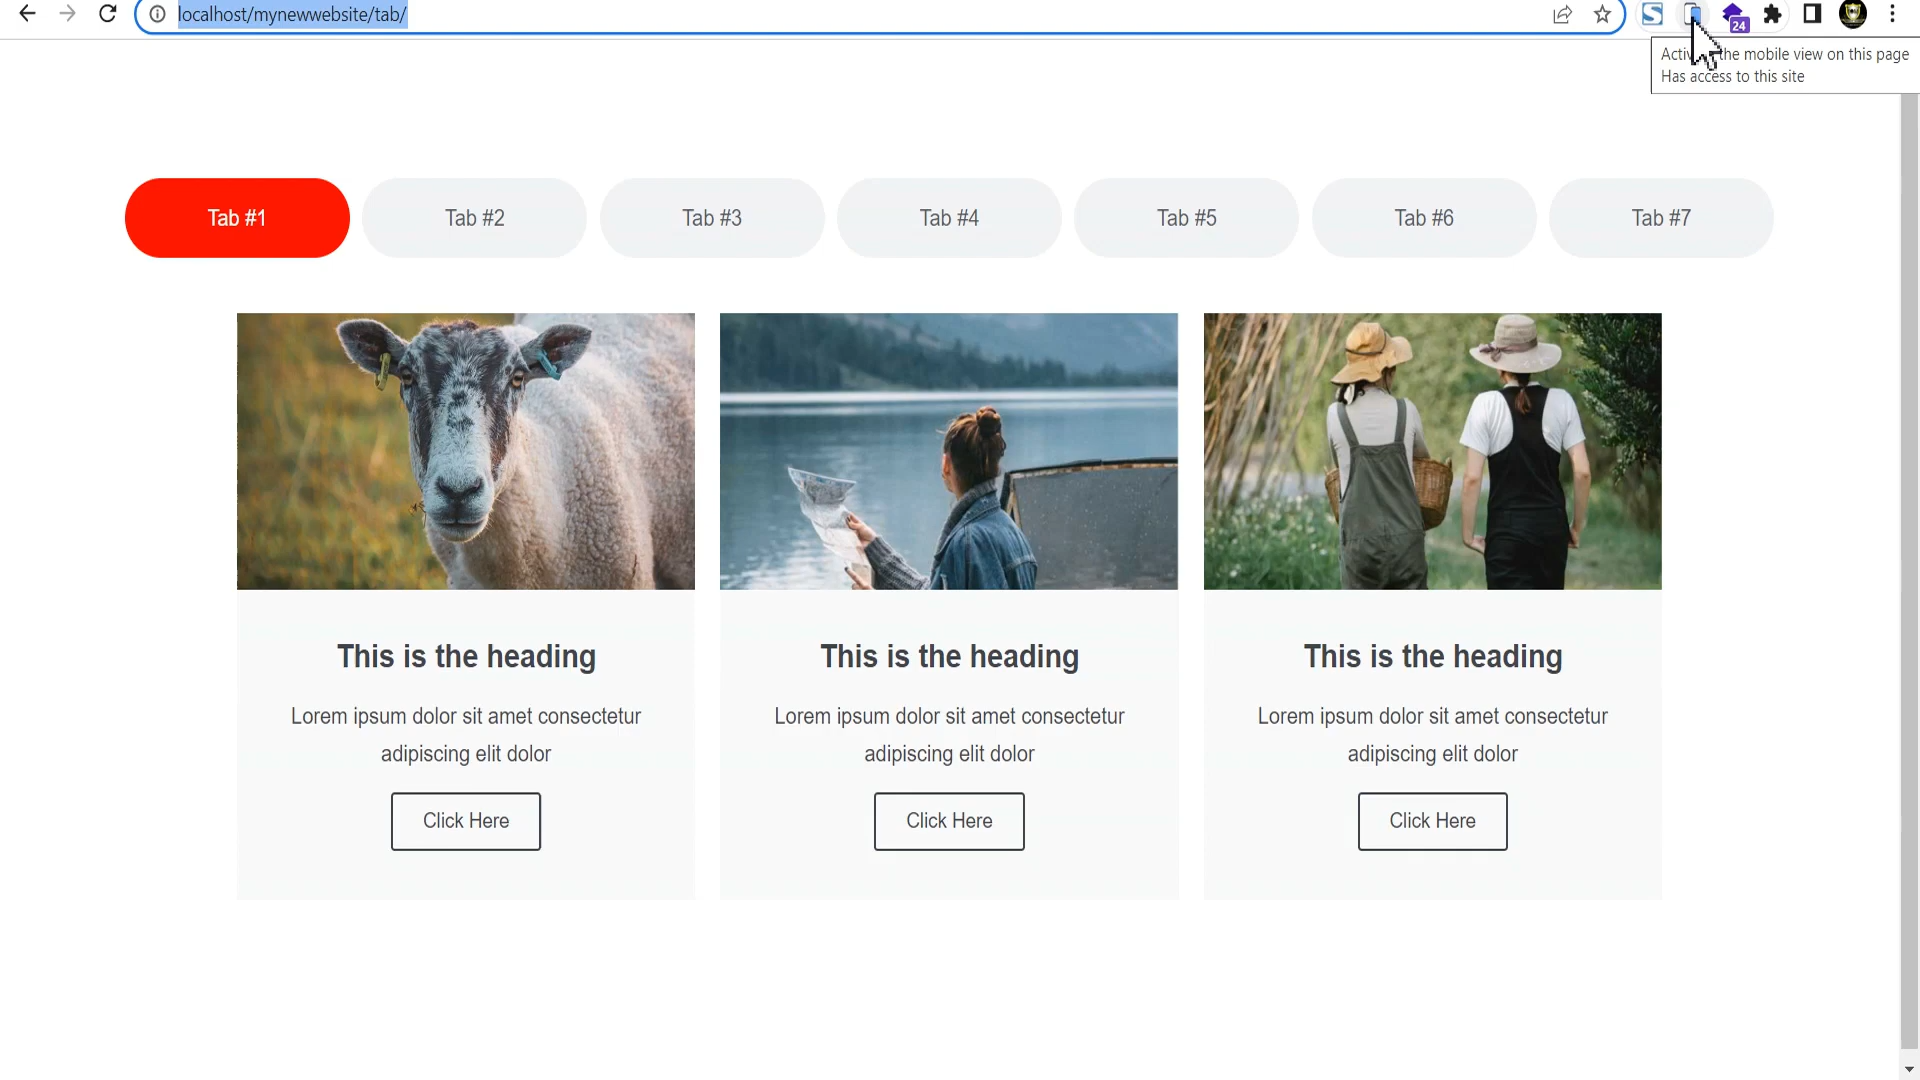 localhost/mynewwebsite/tab/
24
the mobile view on this page
Has access to this site
Tab #1
Tab #2
Tab #3
Tab #4
Tab #5
Tab #6
Tab #7
This is the heading
Lorem ipsum dolor sit amet consectetur
adipiscing elit dolor
Click Here
This is the heading
Lorem ipsum dolor sit amet consectetur
adipiscing elit dolor
Click Here
This is the heading
Lorem ipsum dolor sit amet consectetur
adipiscing elit dolor
Click Here